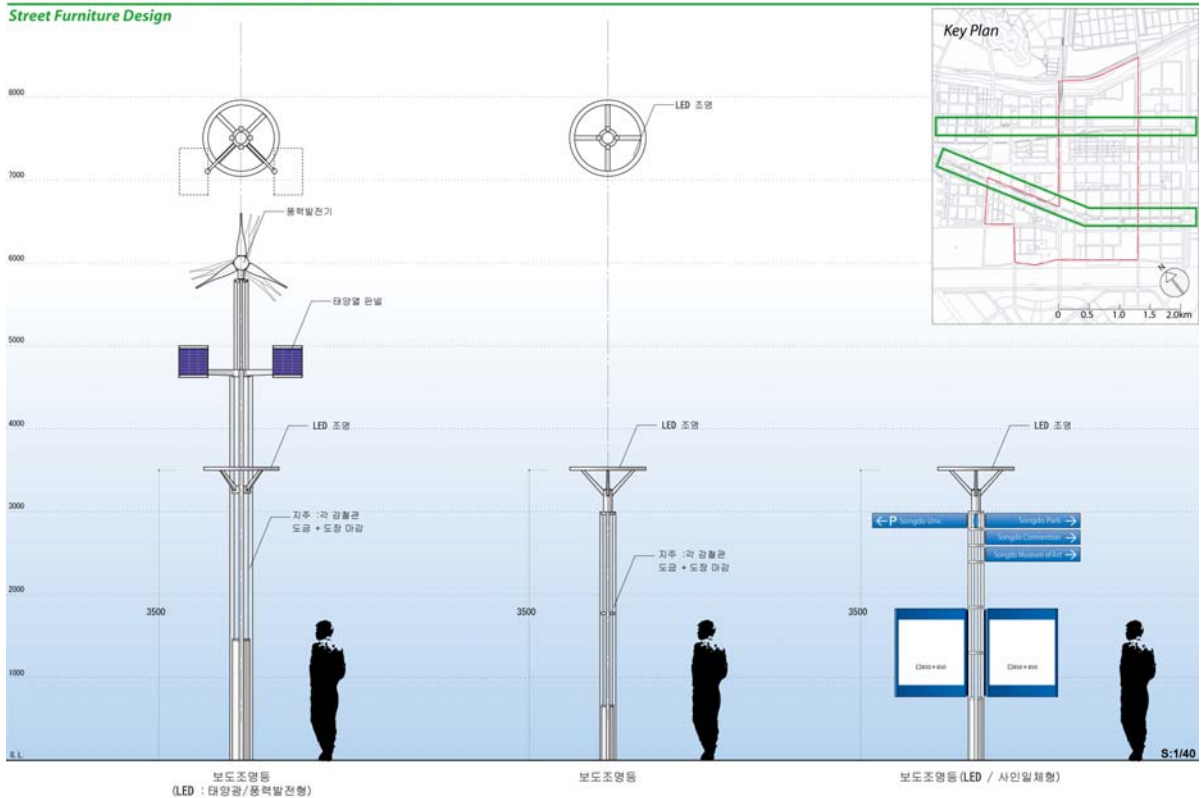 Street Furniture Design
Key Plan
N
0 0.5 1.0 1.5 2.0km
8000
7000
6000
5000
4000
3000
2000
1000
G.L.
LED 조명
풍력발전기
태양열 판넬
LED 조명
LED 조명
LED 조명
지주 :각 강철관
도금 + 도장 마감
지주 :각 강철관
도금 + 도장 마감
← P Songdo Univ.
Songdo Park →
Songdo Convention →
Songdo Museum of Art →
3500
3500
3500
850 * 850
850 * 850
S:1/40
보도조명등
(LED : 태양광/풍력발전형)
보도조명등
보도조명등(LED / 사인일체형)